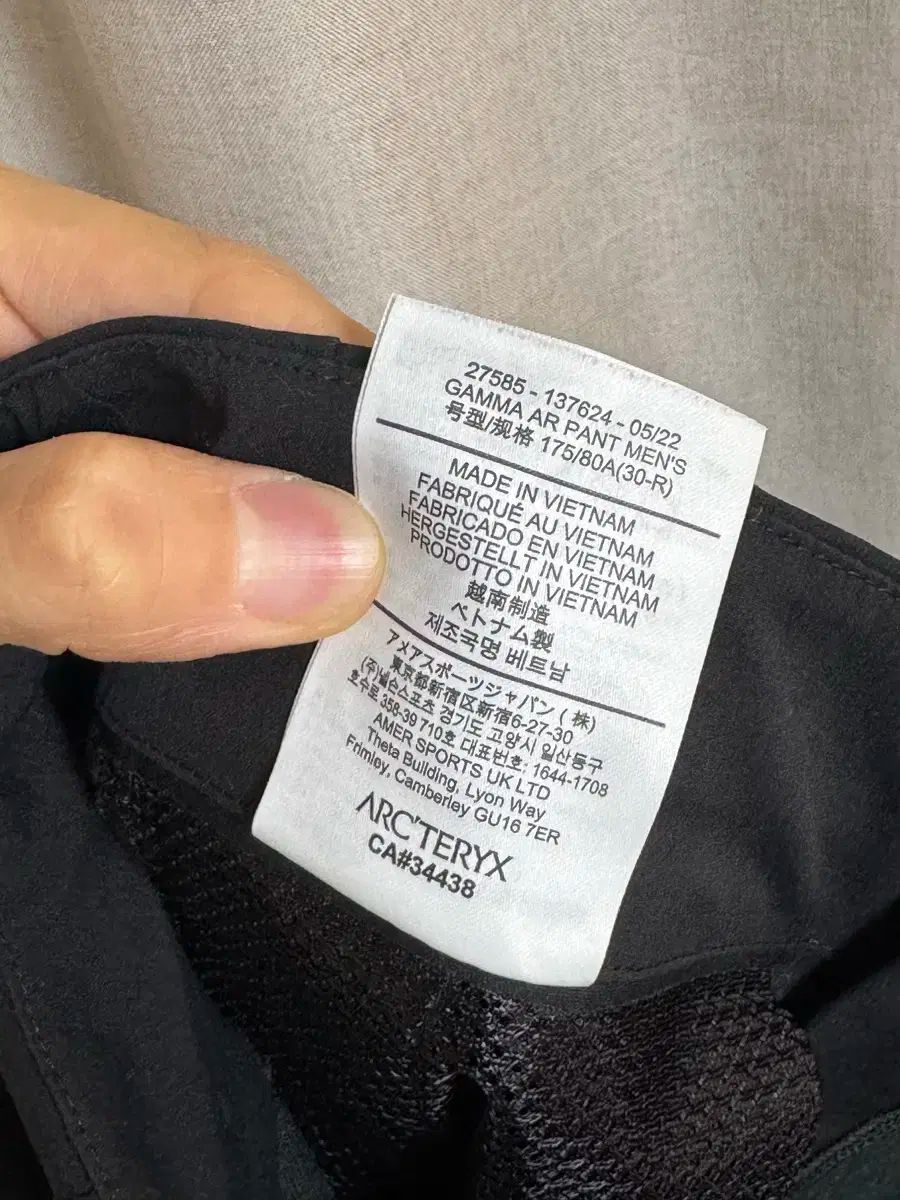 27585 - 137624 - 05/22
GAMMA AR PANT MEN'S
号型/规格 175/80A(30-R)
MADE IN VIETNAM
FABRIQUÉ AU VIETNAM
FABRICADO EN VIETNAM
HERGESTELLT IN VIETNAM
PRODOTTO IN VIETNAM
越南制造
ベトナム製
제조국명 베트남
アメアスポーツジャパン (株)
東京都新宿区新宿6-27-30
(주)넬슨스포츠 경기도 고양시 일산동구
호수로 358-39 710호 대표번호: 1644-1708
AMER SPORTS UK LTD
Theta Building, Lyon Way
Frimley, Camberley GU16 7ER
ARC'TERYX
CA#34438